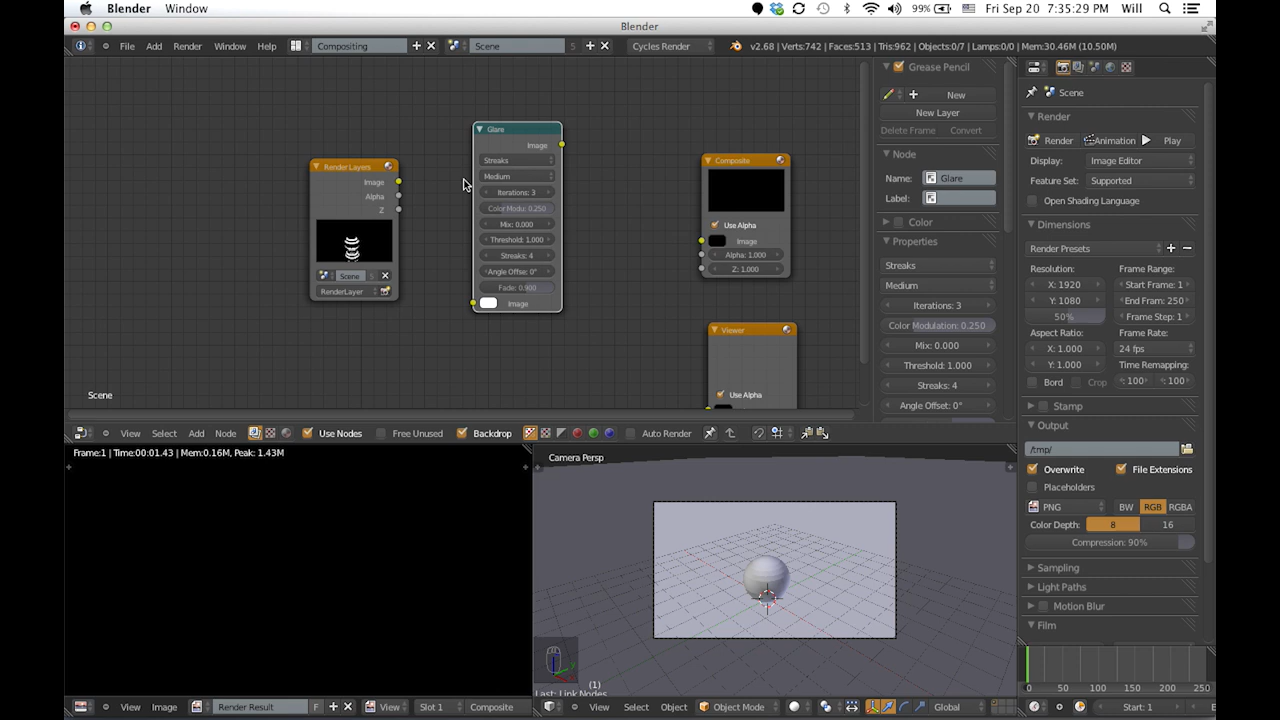 Blender Window 99% Fri Sep 20 7:35:29 PM Will
Blender
File Add Render Window Help Compositing Scene 5 Cycles Render v2.68 | Verts:742 | Faces:513 | Tris:962 | Objects:0/7 | Lamps:0/0 | Mem:30.46M (10.50M)
Render Layers
Image
Alpha
Z
Scene 5
RenderLayer
Glare
Image
Streaks
Medium
Iterations: 3
Color Modu: 0.250
Mix: 0.000
Threshold: 1.000
Streaks: 4
Angle Offset: 0°
Fade: 0.900
Image
Composite
Use Alpha
Image
Alpha: 1.000
Z: 1.000
Viewer
Use Alpha
Scene
Grease Pencil
New
New Layer
Delete Frame Convert
Node
Name: Glare
Label:
Color
Properties
Streaks
Medium
Iterations: 3
Color Modulation: 0.250
Mix: 0.000
Threshold: 1.000
Streaks: 4
Angle Offset: 0°
View Select Add Node Use Nodes Free Unused Backdrop Auto Render
Frame:1 | Time:00:01.43 | Mem:0.16M, Peak: 1.43M
View Image Render Result F View Slot 1 Composite
Camera Persp
(1)
Last: Link Nodes
View Select Object Object Mode Global
Scene
Render
Render Animation Play
Display: Image Editor
Feature Set: Supported
Open Shading Language
Dimensions
Render Presets
Resolution: Frame Range:
X: 1920 Start Frame: 1
Y: 1080 End Fram: 250
50% Frame Step: 1
Aspect Ratio: Frame Rate:
X: 1.000 24 fps
Y: 1.000 Time Remapping:
Bord Crop : 100 : 100
Stamp
Output
/tmp/
Overwrite File Extensions
Placeholders
PNG BW RGB RGBA
Color Depth: 8 16
Compression: 90%
Sampling
Light Paths
Motion Blur
Film
0 50 100 150 200 250
Start: 1 E